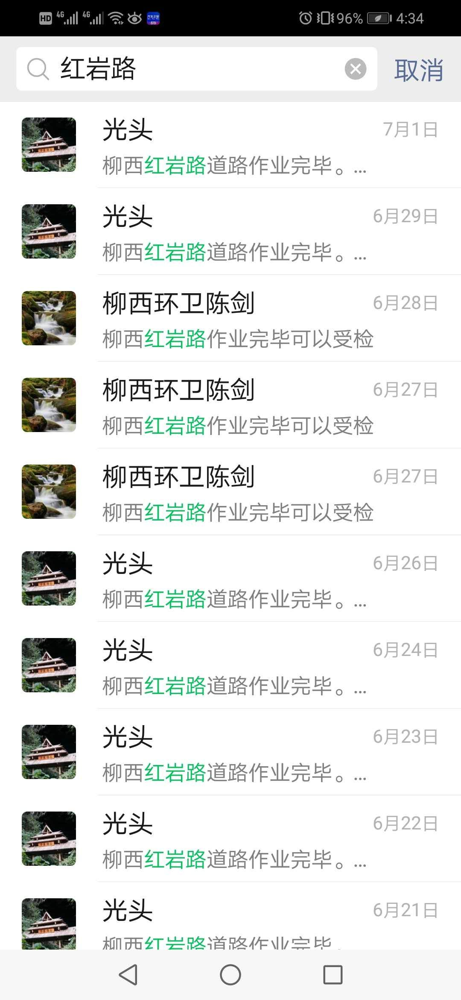 HD 4G 4G 96% 4:34
红岩路 取消
光头 7月1日
柳西红岩路道路作业完毕。...
光头 6月29日
柳西红岩路道路作业完毕。...
柳西环卫陈剑 6月28日
柳西红岩路作业完毕可以受检
柳西环卫陈剑 6月27日
柳西红岩路作业完毕可以受检
柳西环卫陈剑 6月27日
柳西红岩路作业完毕可以受检
光头 6月26日
柳西红岩路道路作业完毕。...
光头 6月24日
柳西红岩路道路作业完毕。...
光头 6月23日
柳西红岩路道路作业完毕。...
光头 6月22日
柳西红岩路道路作业完毕。...
光头 6月21日
柳西红岩路道路作业完毕。